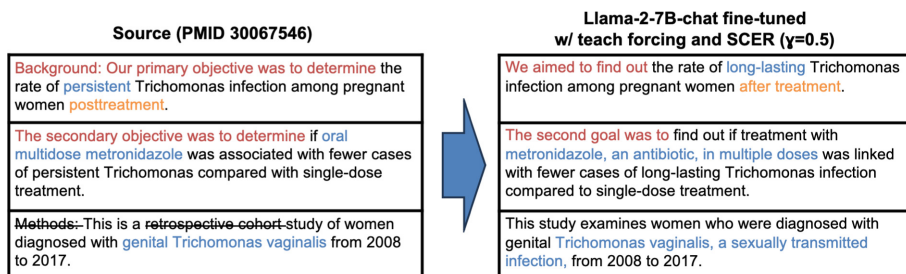 Source (PMID 30067546)
Background: Our primary objective was to determine the
rate of persistent Trichomonas infection among pregnant
women posttreatment.
The secondary objective was to determine if oral
multidose metronidazole was associated with fewer cases
of persistent Trichomonas compared with single-dose
treatment.
Methods: This is a retrospective cohort study of women
diagnosed with genital Trichomonas vaginalis from 2008
to 2017.
Llama-2-7B-chat fine-tuned
w/ teach forcing and SCER (ɣ=0.5)
We aimed to find out the rate of long-lasting Trichomonas
infection among pregnant women after treatment.
The second goal was to find out if treatment with
metronidazole, an antibiotic, in multiple doses was linked
with fewer cases of long-lasting Trichomonas infection
compared to single-dose treatment.
This study examines women who were diagnosed with
genital Trichomonas vaginalis, a sexually transmitted
infection, from 2008 to 2017.